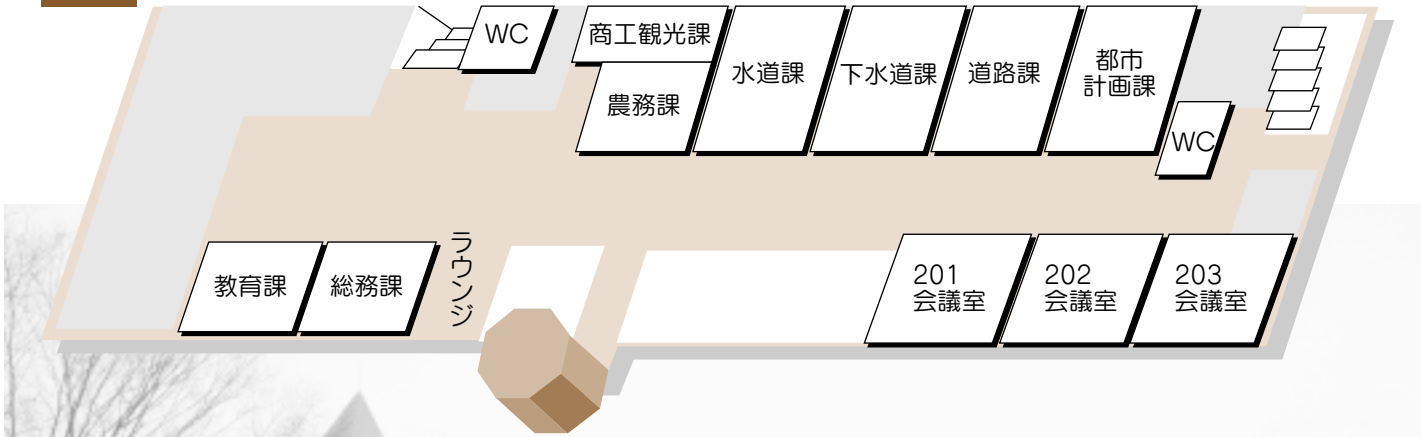 WC
商工観光課
農務課
水道課
下水道課
道路課
都市
計画課
WC
教育課
総務課
ラウンジ
201
会議室
202
会議室
203
会議室